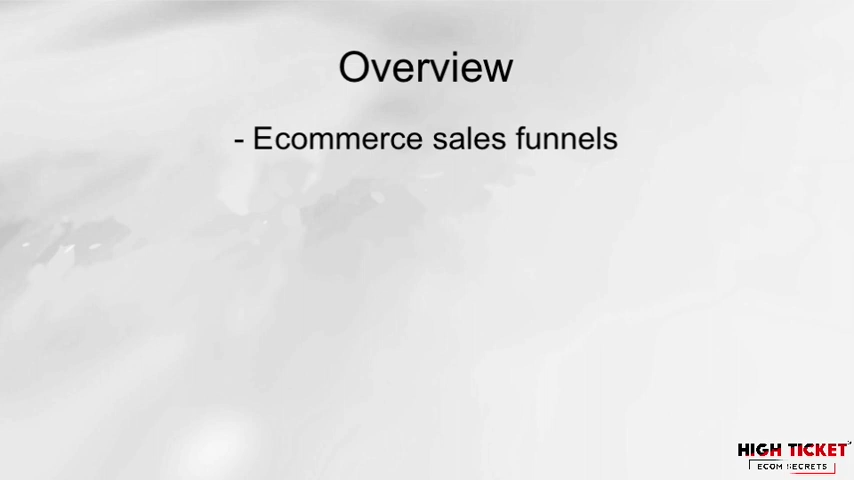 Overview
- Ecommerce sales funnels
HIGH TICKET
ECOM SECRETS